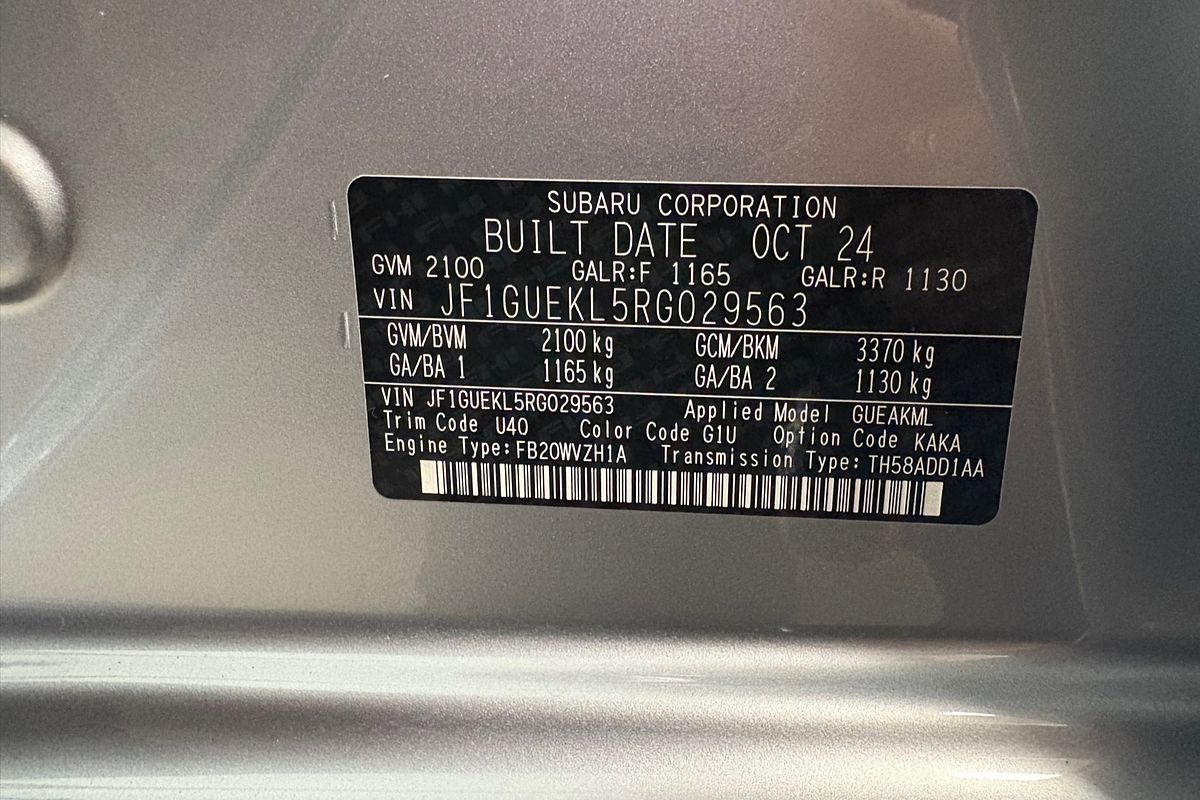 SUBARU CORPORATION
BUILT DATE OCT 24
GVM 2100 GALR:F 1165 GALR:R 1130
VIN JF1GUEKL5RG029563
GVM/BVM 2100 kg GCM/BKM 3370 kg
GA/BA 1 1165 kg GA/BA 2 1130 kg
VIN JF1GUEKL5RG029563 Applied Model GUEAKML
Trim Code U40 Color Code G1U Option Code KAKA
Engine Type:FB20WVZH1A Transmission Type:TH58ADD1AA